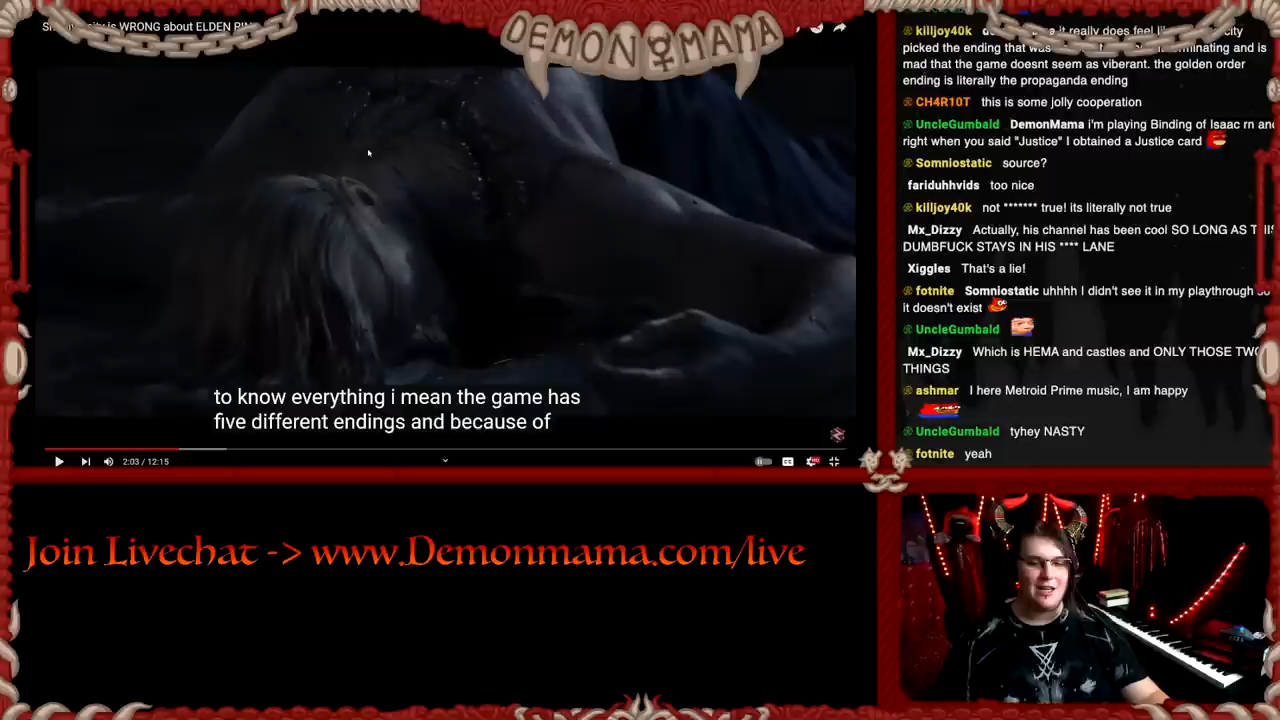 is WRONG about ELDEN
DEMON MAMA
killjoy40k
picked the ending that
mad that the game doesnt seem as viberant. the golden order
ending is literally the propaganda ending
CH4R10T this is some jolly cooperation
UncleGumbald DemonMama i'm playing Binding of Isaac rn and
right when you said "Justice" I obtained a Justice card
Somniostatic source?
fariduhhvids too nice
killjoy40k not ******* true! its literally not true
Mx_Dizzy Actually, his channel has been cool SO LONG AS THIS
DUMBFUCK STAYS IN HIS **** LANE
Xiggles That's a lie!
fotnite Somniostatic uhhhh I didn't see it in my playthrough so
it doesn't exist
UncleGumbald
Mx_Dizzy Which is HEMA and castles and ONLY THOSE TWO
THINGS
ashmar I here Metroid Prime music, I am happy
UncleGumbald tyhey NASTY
fotnite yeah
to know everything i mean the game has
five different endings and because of
2:03 / 12:15
CC
HD
Join Livechat -> www.Demonmama.com/live